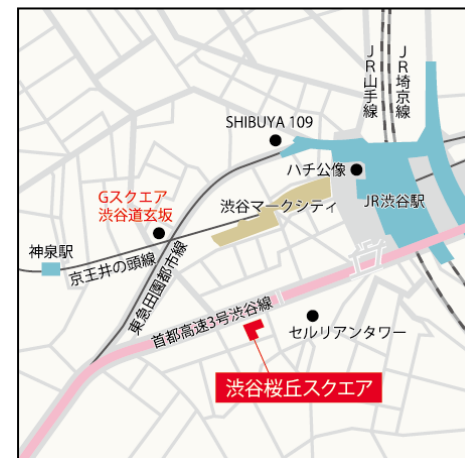 JR山手線
JR埼京線
SHIBUYA 109
ハチ公像
Gスクエア
渋谷道玄坂
渋谷マークシティ
JR渋谷駅
神泉駅
京王井の頭線
東急田園都市線
首都高速3号渋谷線
セルリアンタワー
渋谷桜丘スクエア